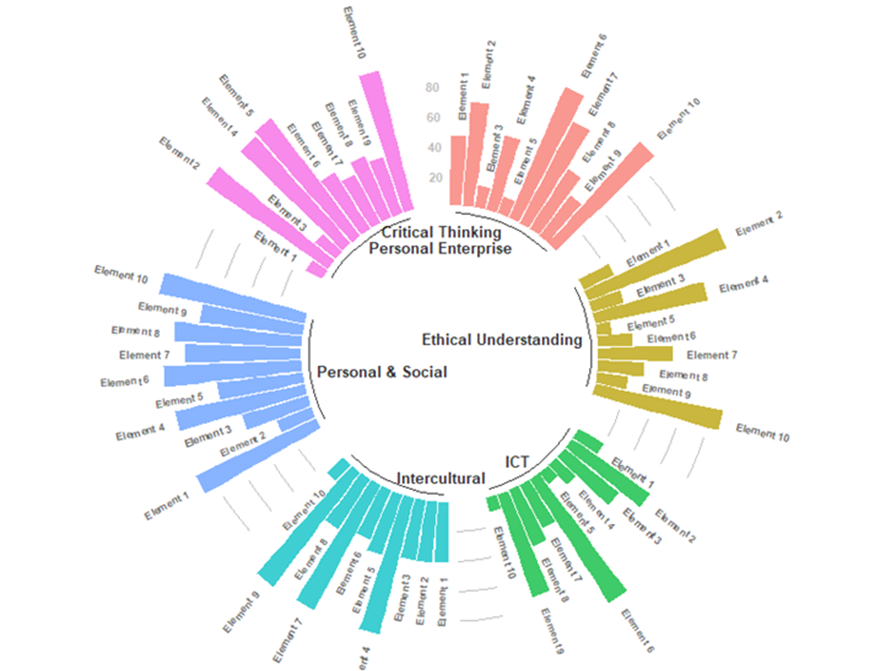 80
60
40
20
Element 1
Element 2
Element 3
Element 4
Element 5
Element 6
Element 7
Element 8
Element 9
Element 10
Critical Thinking
Element 1
Element 2
Element 3
Element 4
Element 5
Element 6
Element 7
Element 8
Element 9
Element 10
Ethical Understanding
Element 1
Element 2
Element 3
Element 4
Element 5
Element 6
Element 7
Element 8
Element 9
Element 10
ICT
Element 1
Element 2
Element 3
ent 4
Element 5
Element 6
Element 7
Element 8
Element 9
Element 10
Intercultural
Element 1
Element 2
Element 3
Element 4
Element 5
Element 6
Element 7
Element 8
Element 9
Element 10
Personal & Social
Element 1
Element 2
Element 3
Element 4
Element 5
Element 6
Element 7
Element 8
Element 9
Element 10
Personal Enterprise